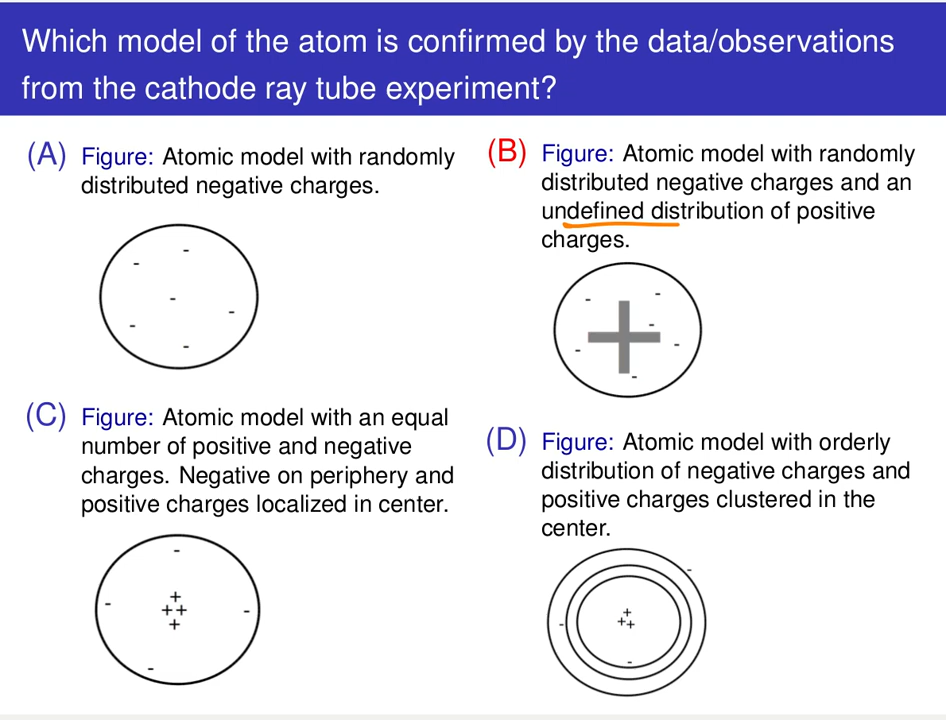 Which model of the atom is confirmed by the data/observations
from the cathode ray tube experiment?
(A) Figure: Atomic model with randomly
distributed negative charges.
- - - - - -
(B) Figure: Atomic model with randomly
distributed negative charges and an
undefined distribution of positive
charges.
- - - - - - +
(C) Figure: Atomic model with an equal
number of positive and negative
charges. Negative on periphery and
positive charges localized in center.
-
+
- ++ -
+
-
(D) Figure: Atomic model with orderly
distribution of negative charges and
positive charges clustered in the
center.
-
+
- ++
-